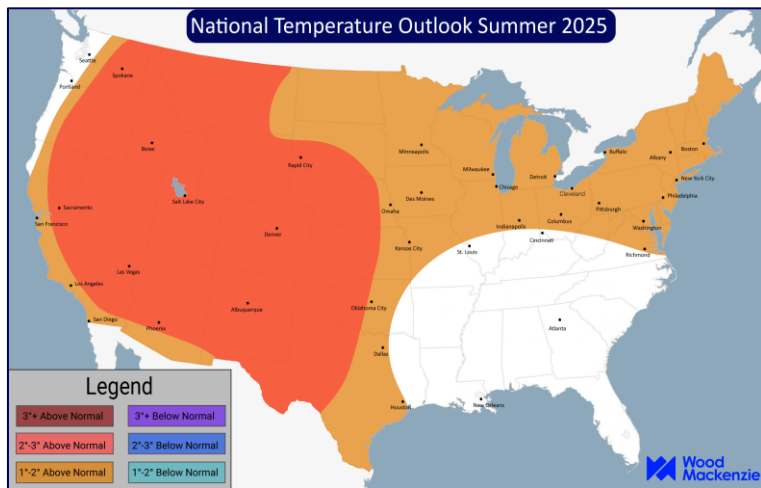 National Temperature Outlook Summer 2025
Seattle
Spokane
Portland
Boise
Rapid City
Minneapolis
Milwaukee
Chicago
Detroit
Buffalo
Albany
Boston
New York City
Cleveland
Philadelphia
Pittsburgh
Salt Lake City
Sacramento
San Francisco
Omaha
Des Moines
Indianapolis
Columbus
Washington
Denver
Kansas City
St. Louis
Cincinnell
Richmond
Las Vegas
Los Angeles
Albuquerque
Oklahoma City
San Diego
Phoenix
Atlanta
Dallas
Houston
New Orleans
Legend
3°+ Above Normal
3°+ Below Normal
2°-3° Above Normal
2°-3° Below Normal
1°-2° Above Normal
1°-2° Below Normal
Wood
Mackenzie